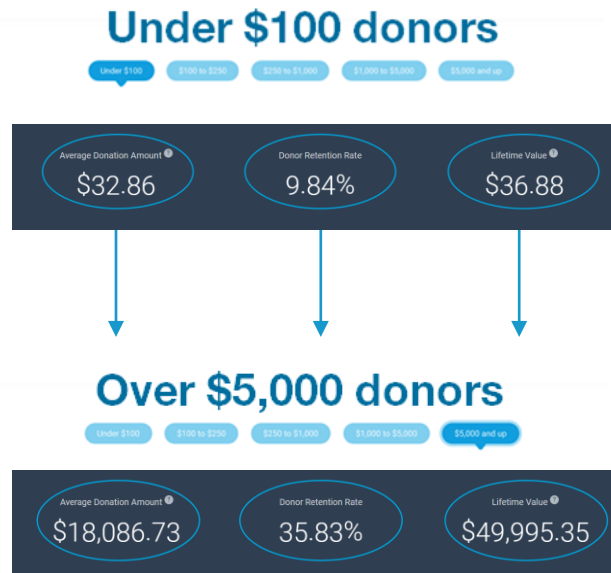 Under $100 donors
Under $100 $100 to $250 $250 to $1,000 $1,000 to $5,000 $5,000 and up
Average Donation Amount Donor Retention Rate Lifetime Value
$32.86 9.84% $36.88
Over $5,000 donors
Under $100 $100 to $250 $250 to $1,000 $1,000 to $5,000 $5,000 and up
Average Donation Amount Donor Retention Rate Lifetime Value
$18,086.73 35.83% $49,995.35